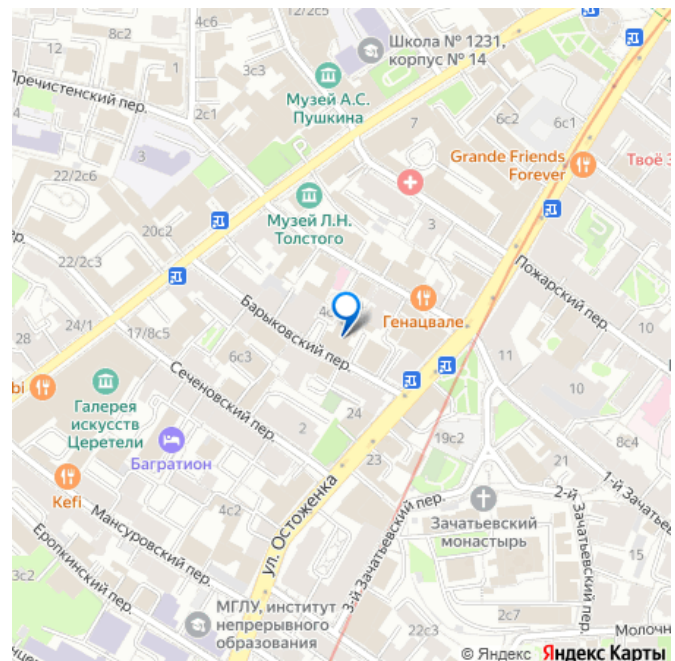 8с2
2/2с5
4с2
12
1
3с3
Школа № 1231,
корпус № 14
Музей А.С.
Пушкина
Пречистенский пер.
2с1
7
6с2
6с1
Grande Friends
Forever
Твоё
3
22/2с6
Музей Л.Н.
Толстого
3
20с2
22/2с3
Пожарский пер.
Генацвале
Барыковский пер.
24/1
17/8с5
28
6с3
10
11
10
Галерея
искусств
Церетели
Сеченовский пер.
2
24
Багратион
19с2
8с4
23
21
Kefi
4с2
ул. Остоженка
Зачатьевский
монастырь
1-й Зачатьевский
2-й Зачатьевский пер.
3-й Зачатьевский пер.
Мансуровский пер.
Еропкинский пер.
3с2
15
МГЛУ, институт
непрерывного
образования
2с7
22с3
Молочн
© Яндекс Яндекс Карты